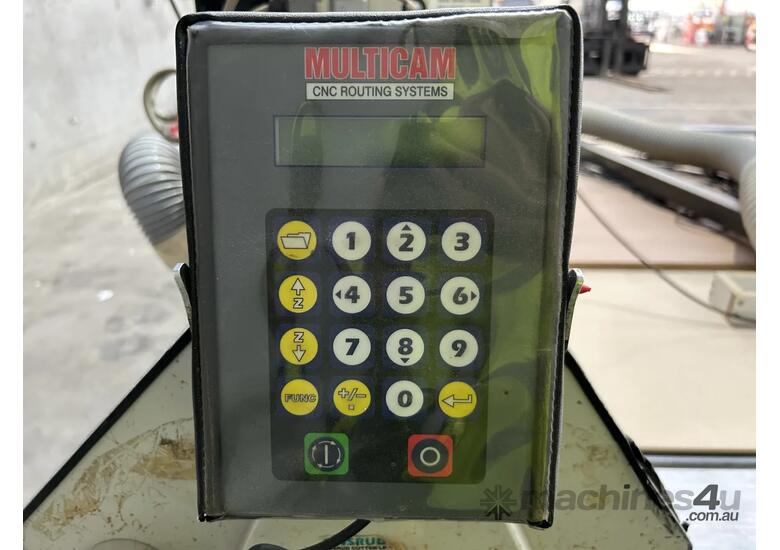 MULTICAM
CNC ROUTING SYSTEMS
1 2 3
Z 4 5 6
Z 7 8 9
FUNC +/- 0
machines4u
.com.au